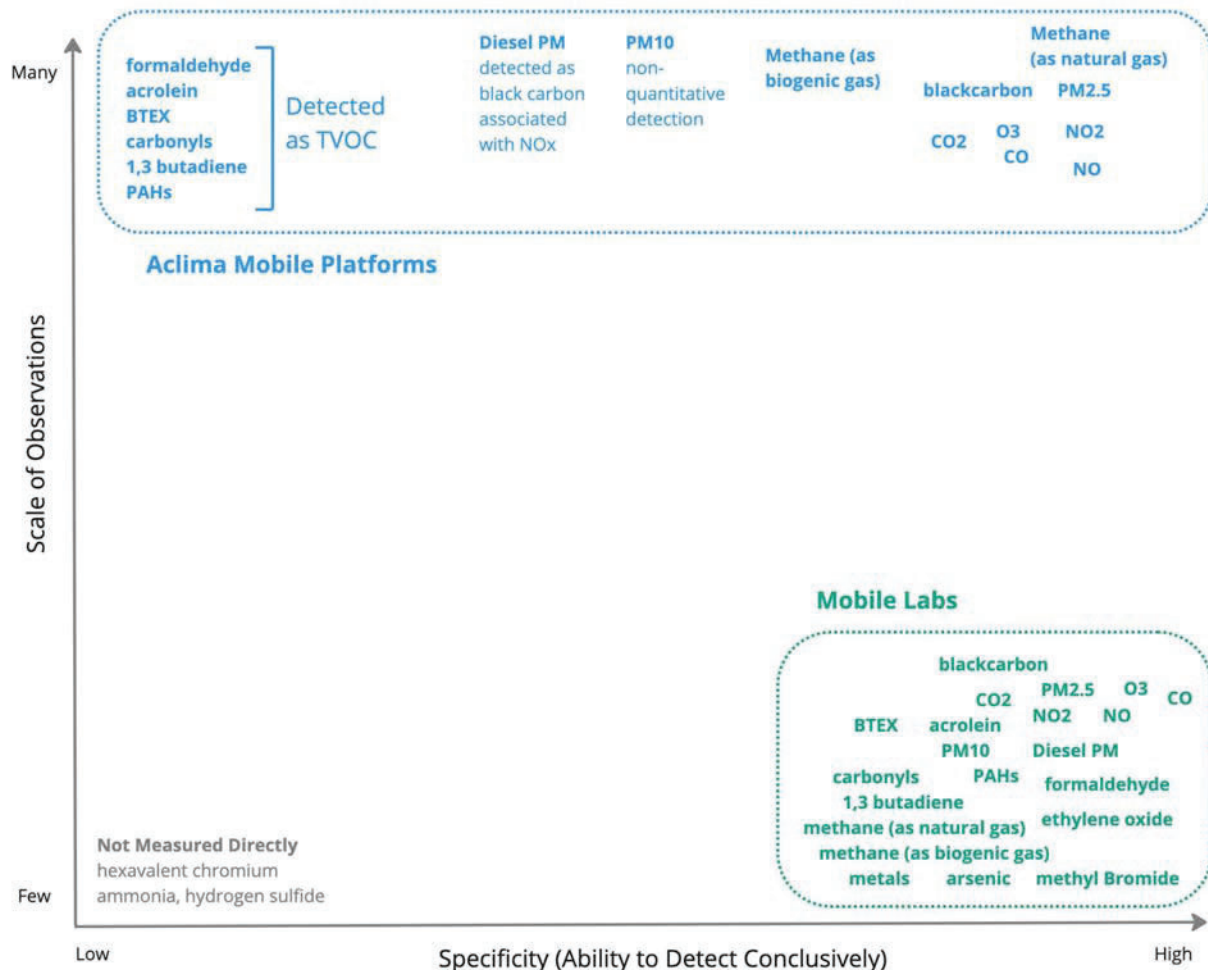 Many
formaldehyde
acrolein
BTEX
carbonyls
1,3 butadiene
PAHs
Detected
as TVOC
Diesel PM
detected as
black carbon
associated
with NOx
PM10
non-
quantitative
detection
Methane (as
biogenic gas)
Methane
(as natural gas)
blackcarbon
PM2.5
CO2
O3
CO
NO2
NO
Aclima Mobile Platforms
Scale of Observations
Mobile Labs
blackcarbon
CO2
PM2.5
O3
CO
BTEX
acrolein
NO2
NO
PM10
Diesel PM
carbonyls
PAHs
formaldehyde
1,3 butadiene
ethylene oxide
methane (as natural gas)
methane (as biogenic gas)
metals
arsenic
methyl Bromide
Not Measured Directly
hexavalent chromium
ammonia, hydrogen sulfide
Few
Low
Specificity (Ability to Detect Conclusively)
High